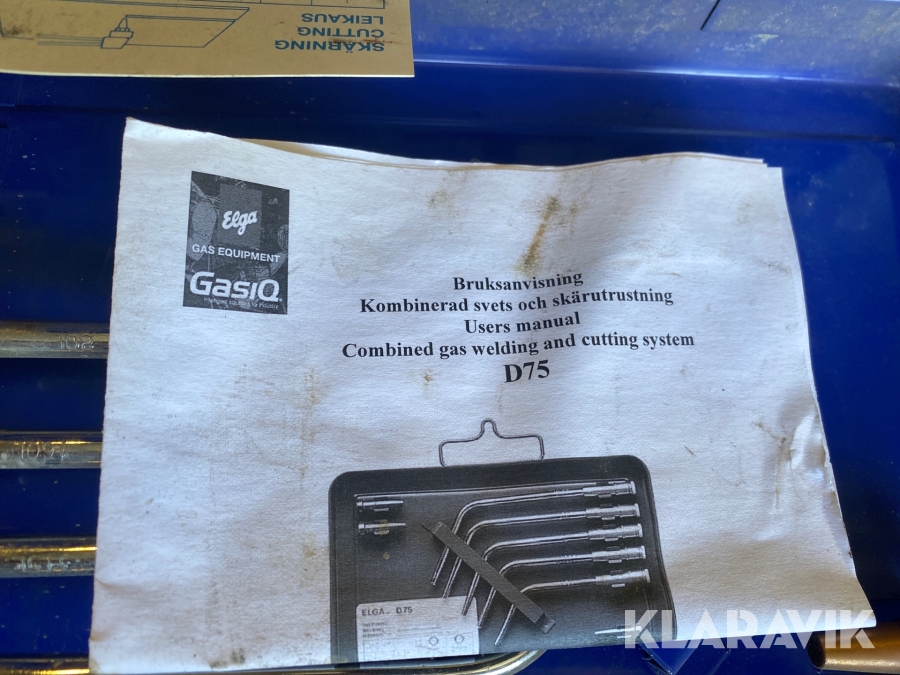 SKÄRNING
CUTTING
LEIKAUS
Elga
GAS EQUIPMENT
GasiQ
Bruksanvisning
Kombinerad svets och skärutrustning
Users manual
Combined gas welding and cutting system
D75
ELGA. D75
KLARAVIK